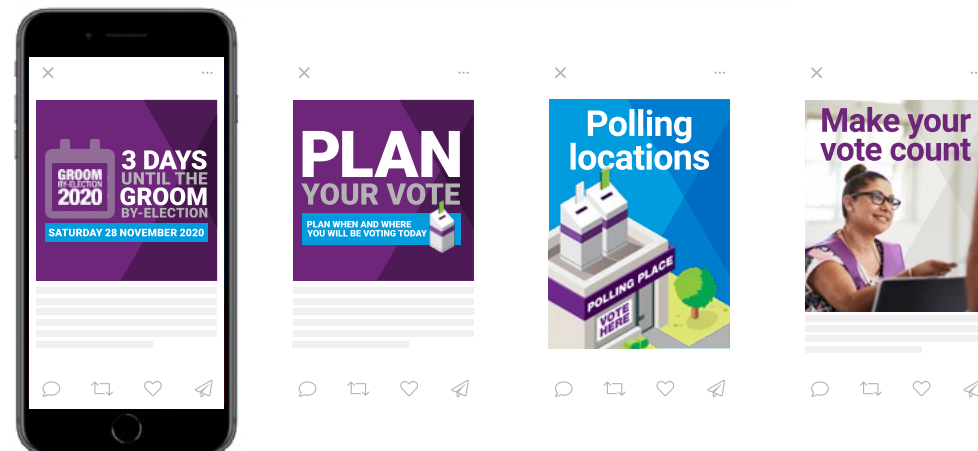 GROOM
BY-ELECTION
2020
3 DAYS
UNTIL THE
GROOM
BY-ELECTION
SATURDAY 28 NOVEMBER 2020
PLAN
YOUR VOTE
PLAN WHEN AND WHERE
YOU WILL BE VOTING TODAY
Polling
locations
POLLING PLACE
VOTE
HERE
Make your
vote count